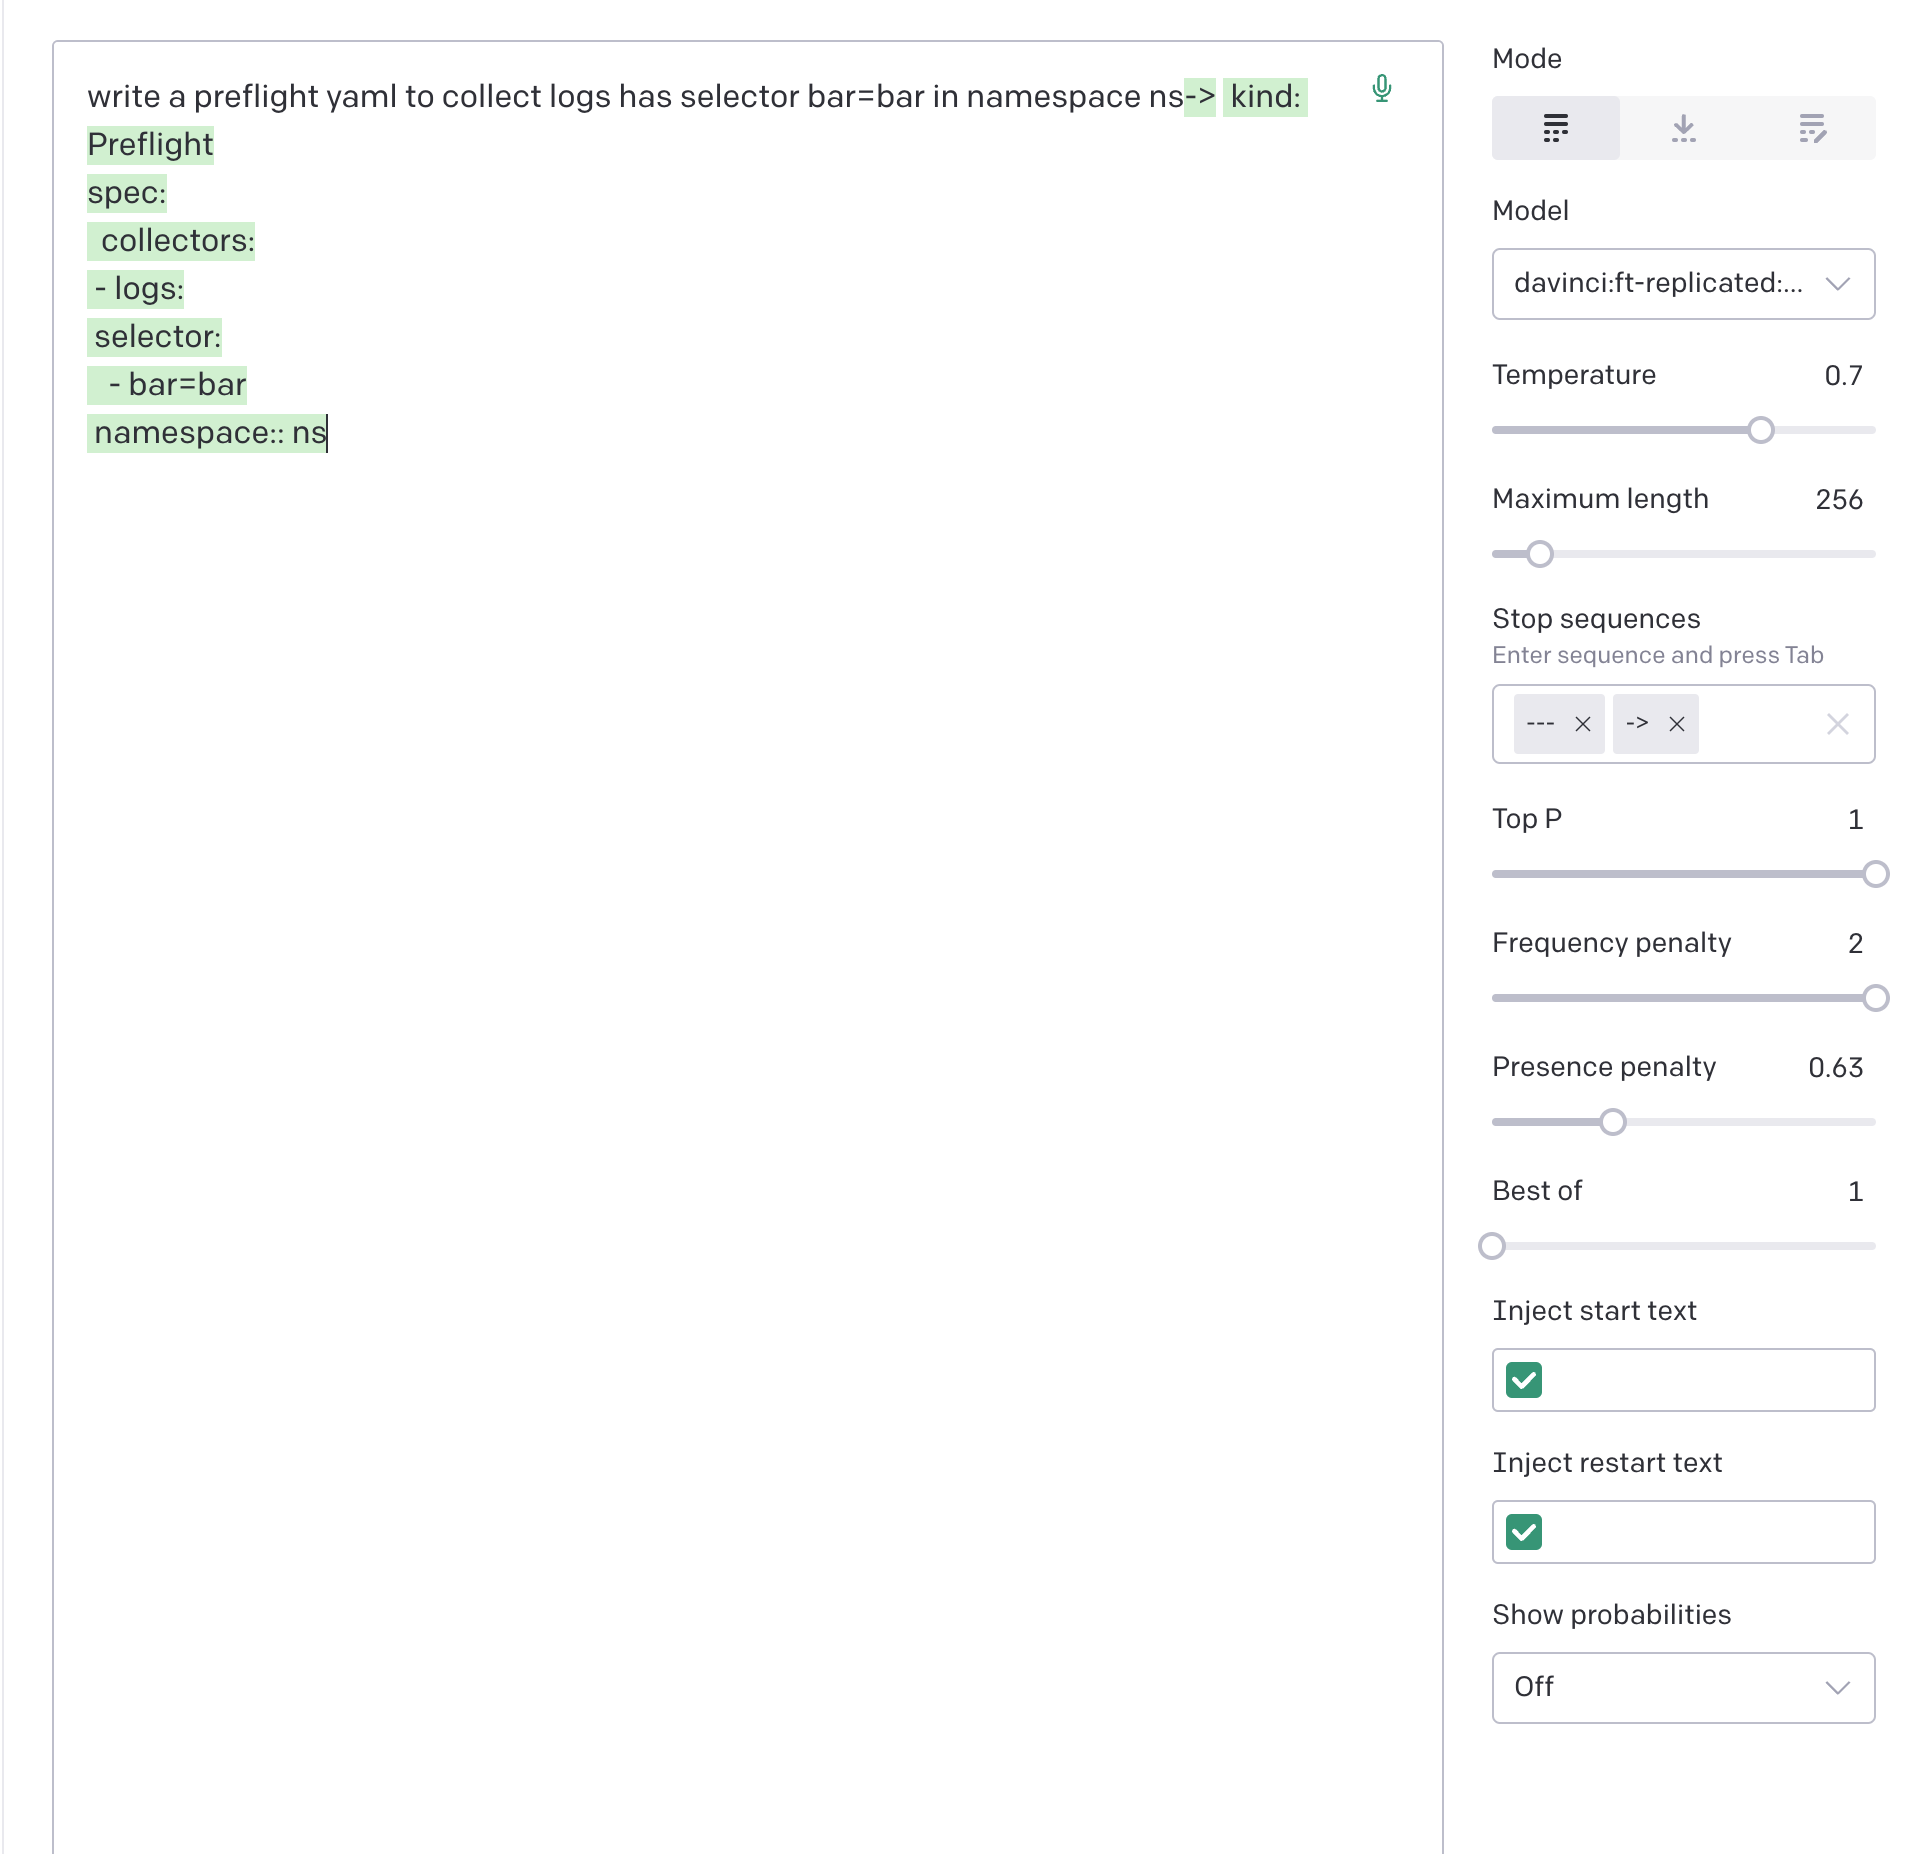 write a preflight yaml to collect logs has selector bar=bar in namespace ns-> kind:
Preflight
spec:
collectors:
- logs:
selector:
- bar=bar
namespace:: ns
Mode
Model
davinci:ft-replicated:...
Temperature 0.7
Maximum length 256
Stop sequences
Enter sequence and press Tab
--- ->
Top P 1
Frequency penalty 2
Presence penalty 0.63
Best of 1
Inject start text
Inject restart text
Show probabilities
Off